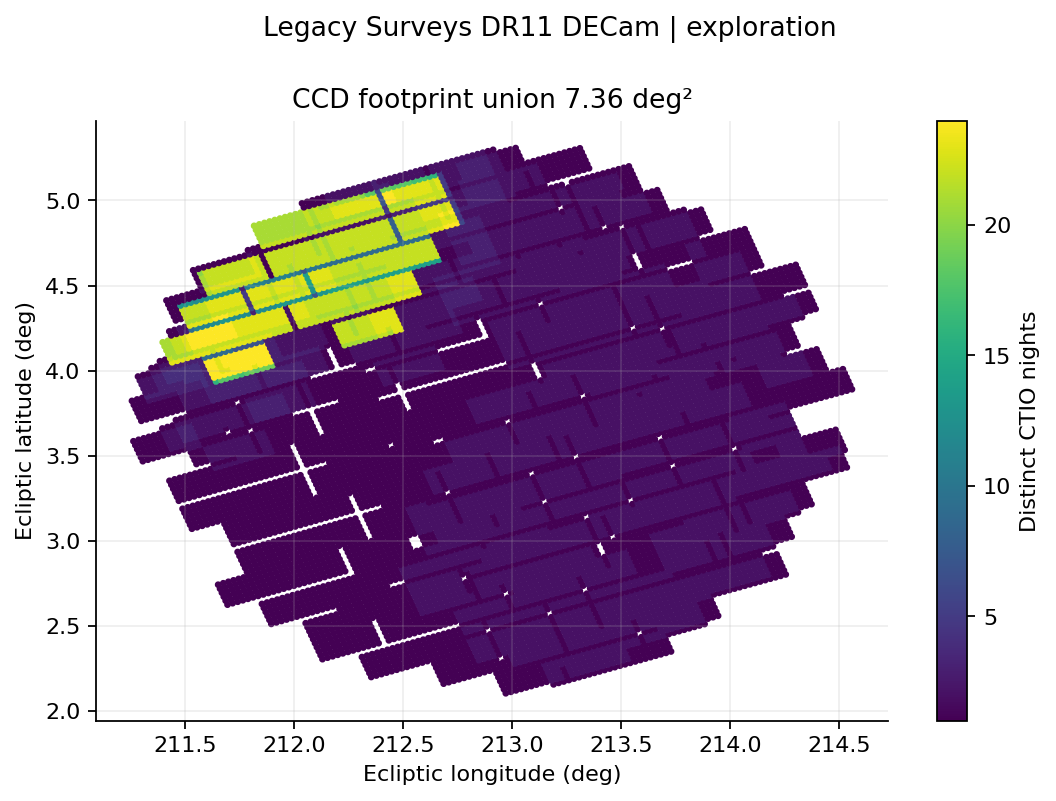 Legacy Surveys DR11 DECam | exploration
CCD footprint union 7.36 deg²
5.0
4.5
4.0
3.5
3.0
2.5
2.0
Ecliptic latitude (deg)
211.5 212.0 212.5 213.0 213.5 214.0 214.5
Ecliptic longitude (deg)
20
15
10
5
Distinct CTIO nights